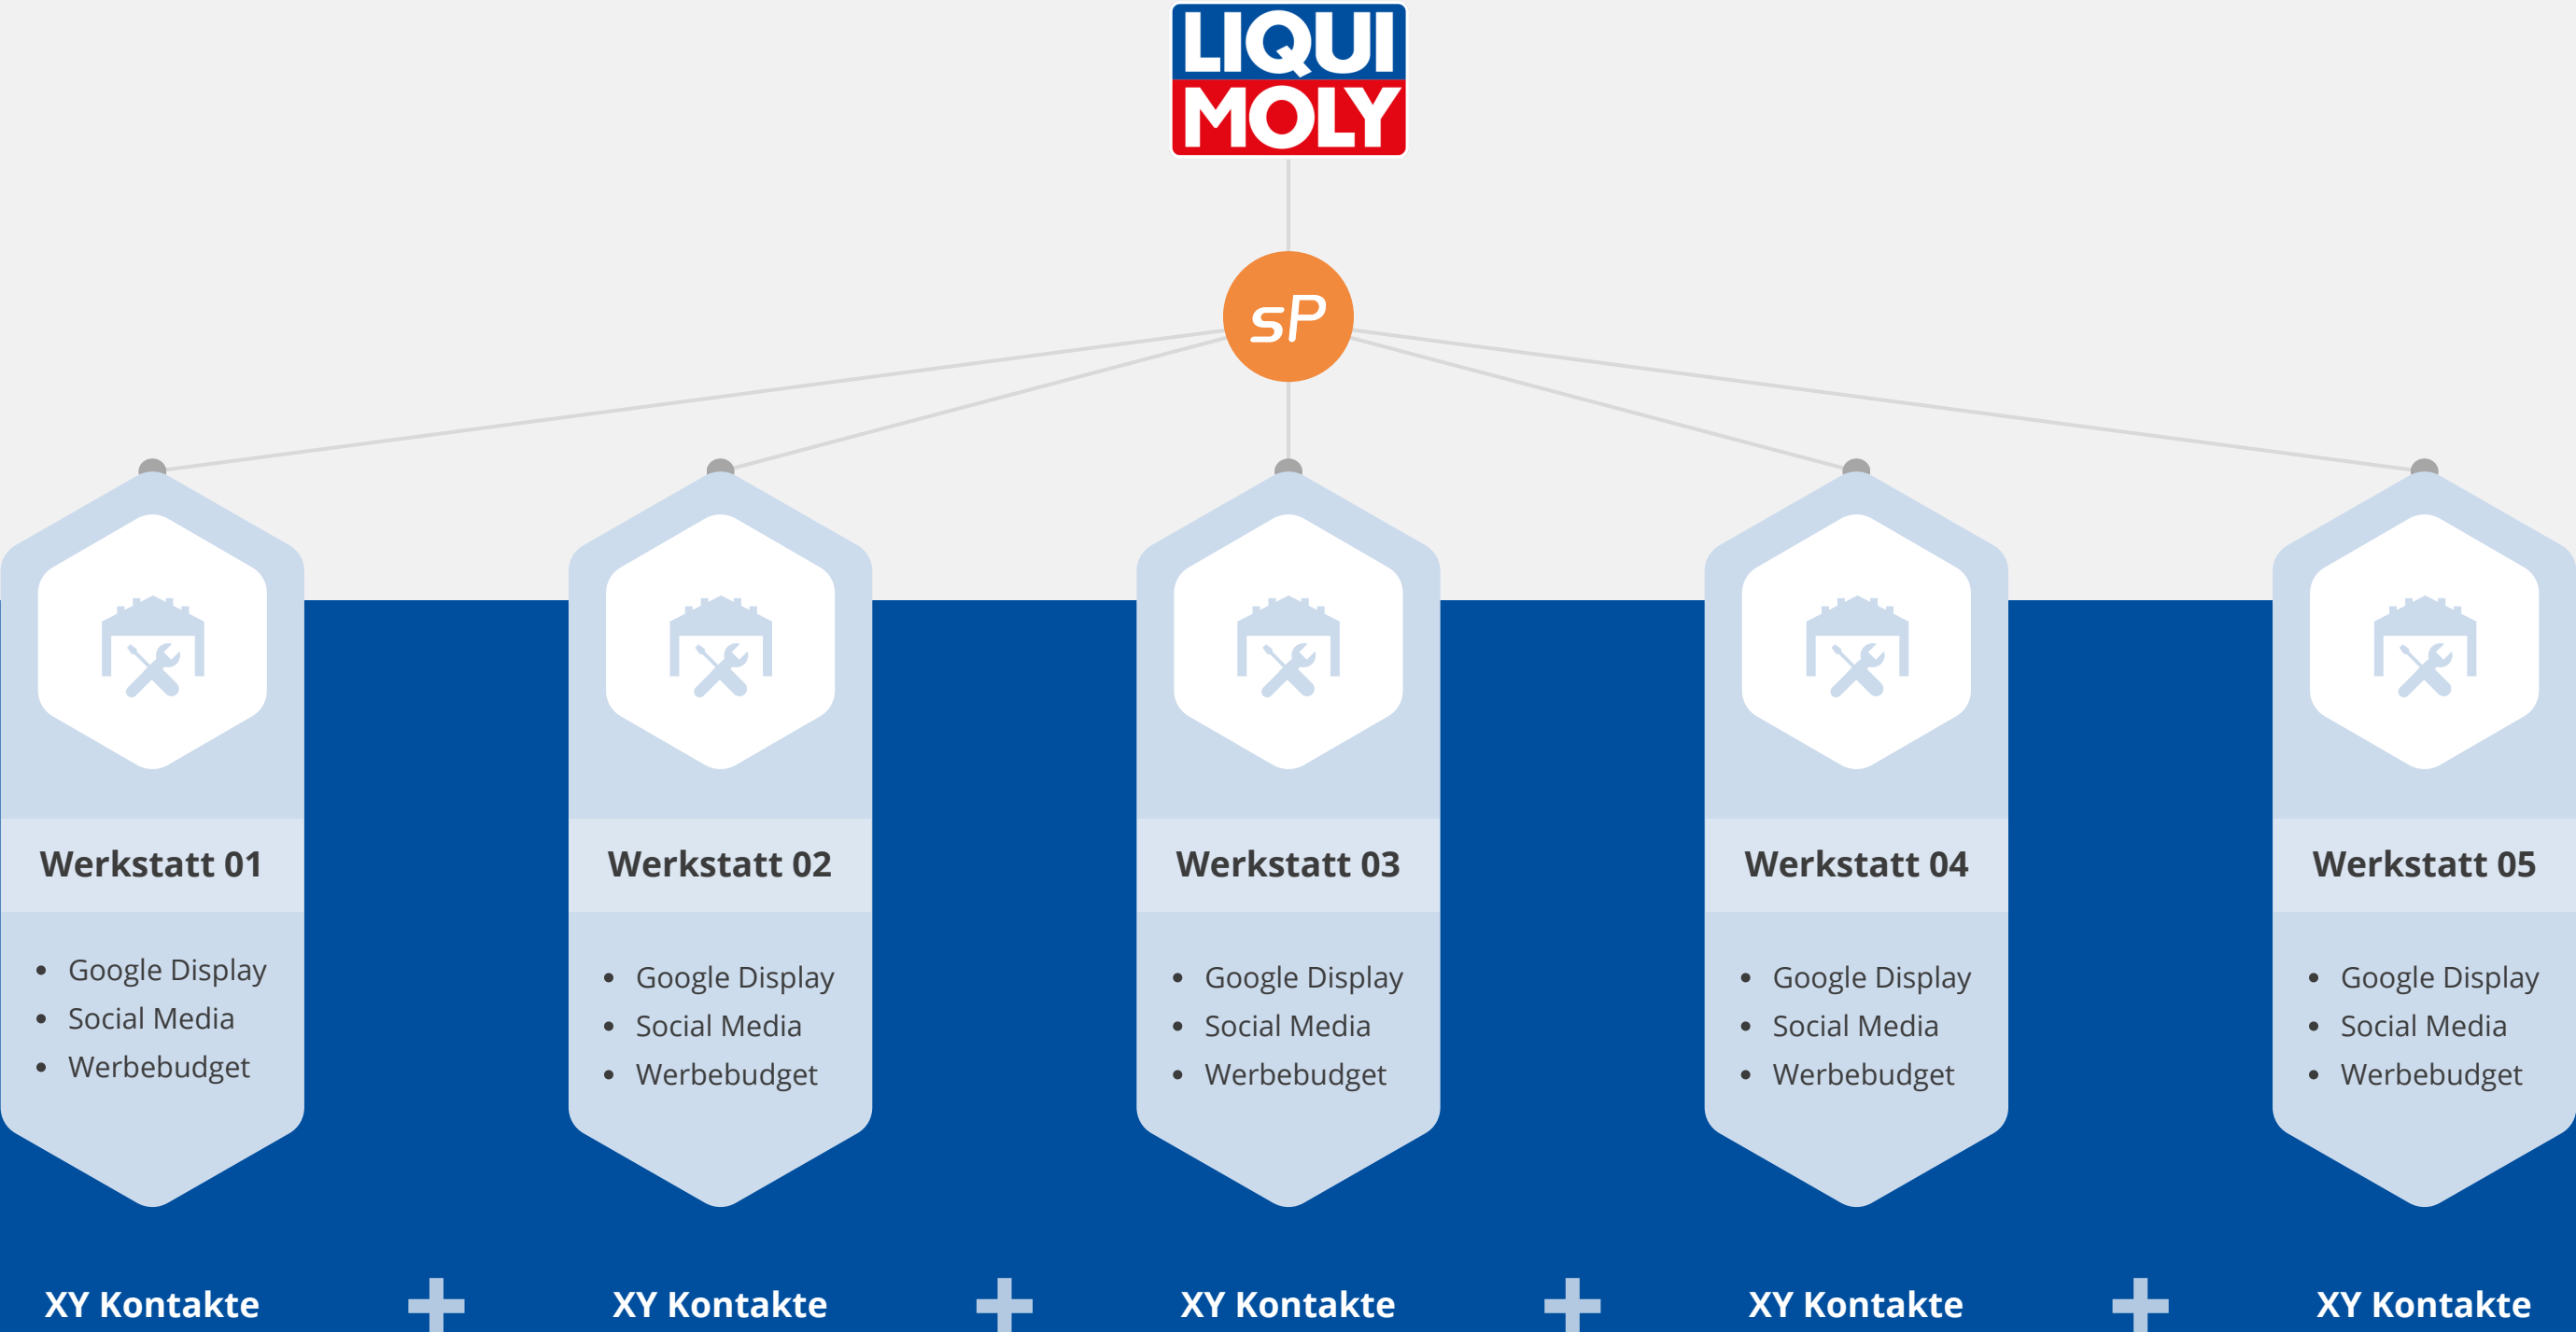 LIQUI
MOLY
sP
Werkstatt 01
• Google Display
• Social Media
• Werbebudget
XY Kontakte
+
Werkstatt 02
• Google Display
• Social Media
• Werbebudget
XY Kontakte
+
Werkstatt 03
• Google Display
• Social Media
• Werbebudget
XY Kontakte
+
Werkstatt 04
• Google Display
• Social Media
• Werbebudget
XY Kontakte
+
Werkstatt 05
• Google Display
• Social Media
• Werbebudget
XY Kontakte